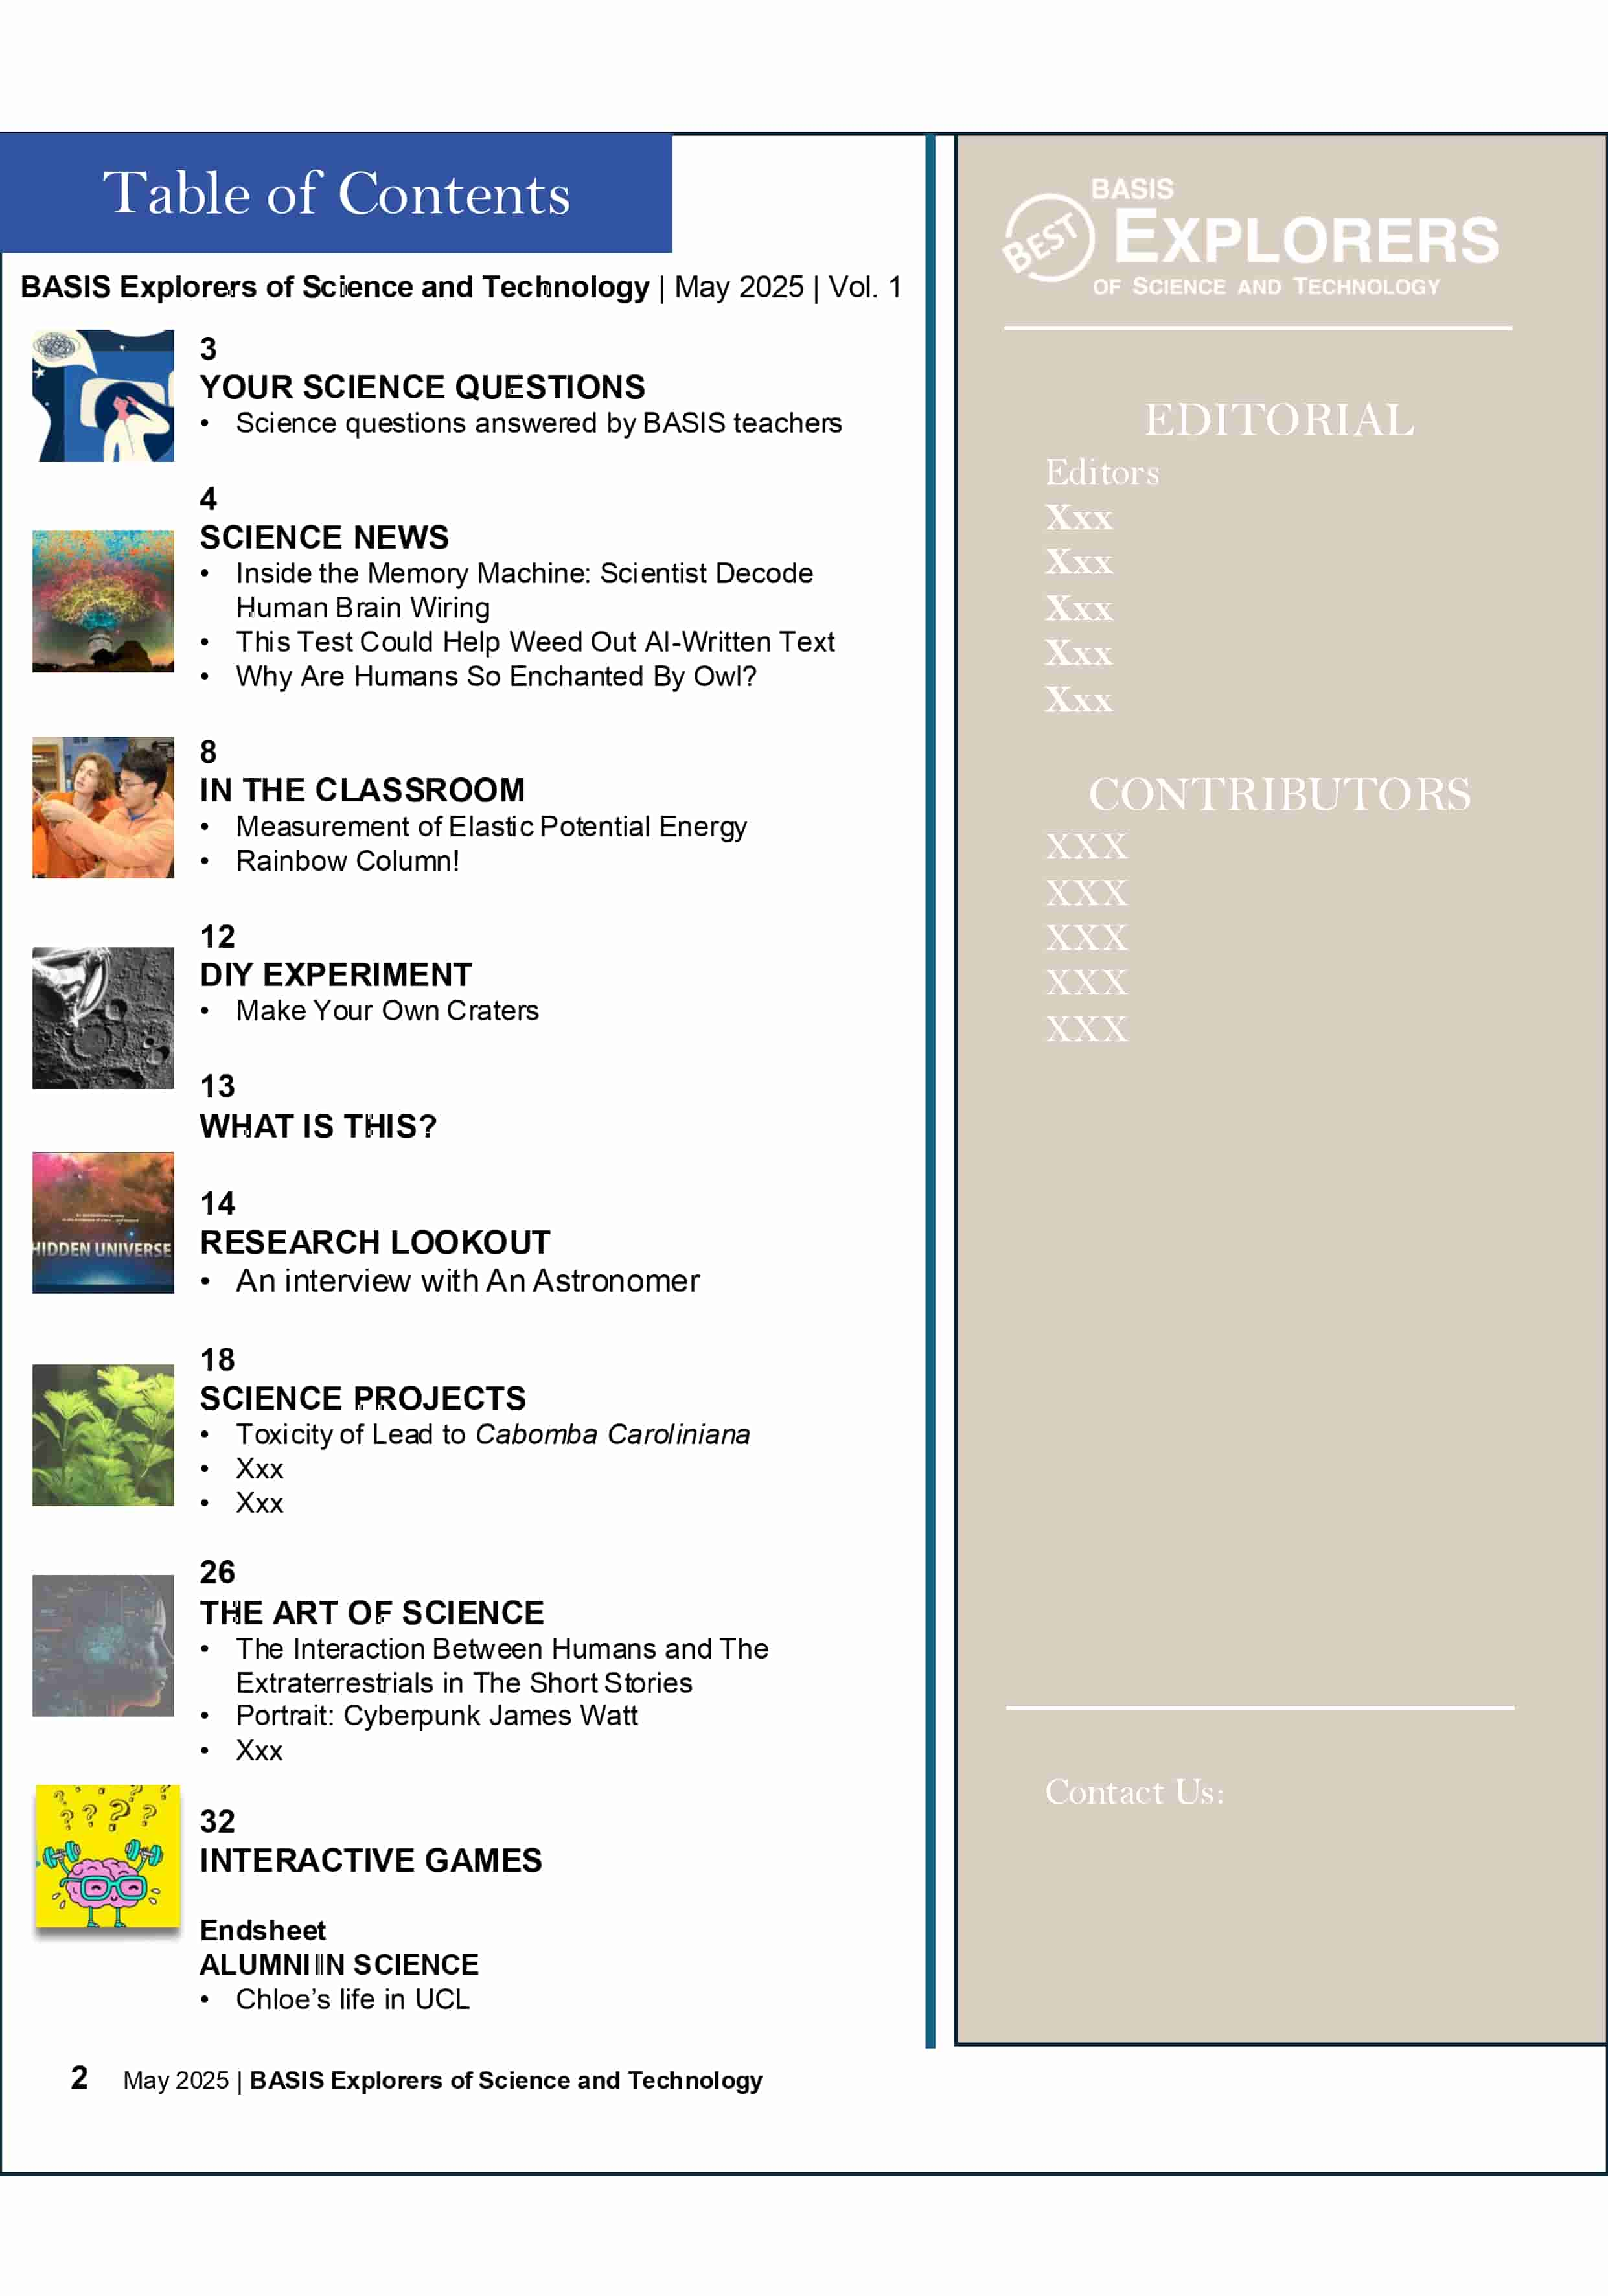 Table of Contents
BASIS Explorers of Science and Technology | May 2025 | Vol. 1
3
YOUR SCIENCE QUESTIONS
• Science questions answered by BASIS teachers
4
SCIENCE NEWS
• Inside the Memory Machine: Scientist Decode
Human Brain Wiring
• This Test Could Help Weed Out AI-Written Text
• Why Are Humans So Enchanted By Owl?
8
IN THE CLASSROOM
• Measurement of Elastic Potential Energy
• Rainbow Column!
12
DIY EXPERIMENT
• Make Your Own Craters
13
WHAT IS THIS?
HIDDEN UNIVERSE
14
RESEARCH LOOKOUT
• An interview with An Astronomer
18
SCIENCE PROJECTS
• Toxicity of Lead to Cabomba Caroliniana
• Xxx
• Xxx
26
THE ART OF SCIENCE
• The Interaction Between Humans and The
Extraterrestrials in The Short Stories
• Portrait: Cyberpunk James Watt
• Xxx
32
INTERACTIVE GAMES
Endsheet
ALUMNI IN SCIENCE
• Chloe's life in UCL
2 May 2025 | BASIS Explorers of Science and Technology
BEST
BASIS
EXPLORERS
OF SCIENCE AND TECHNOLOGY
EDITORIAL
Editors
Xxx
Xxx
Xxx
Xxx
Xxx
CONTRIBUTORS
XXX
XXX
XXX
XXX
XXX
Contact Us: